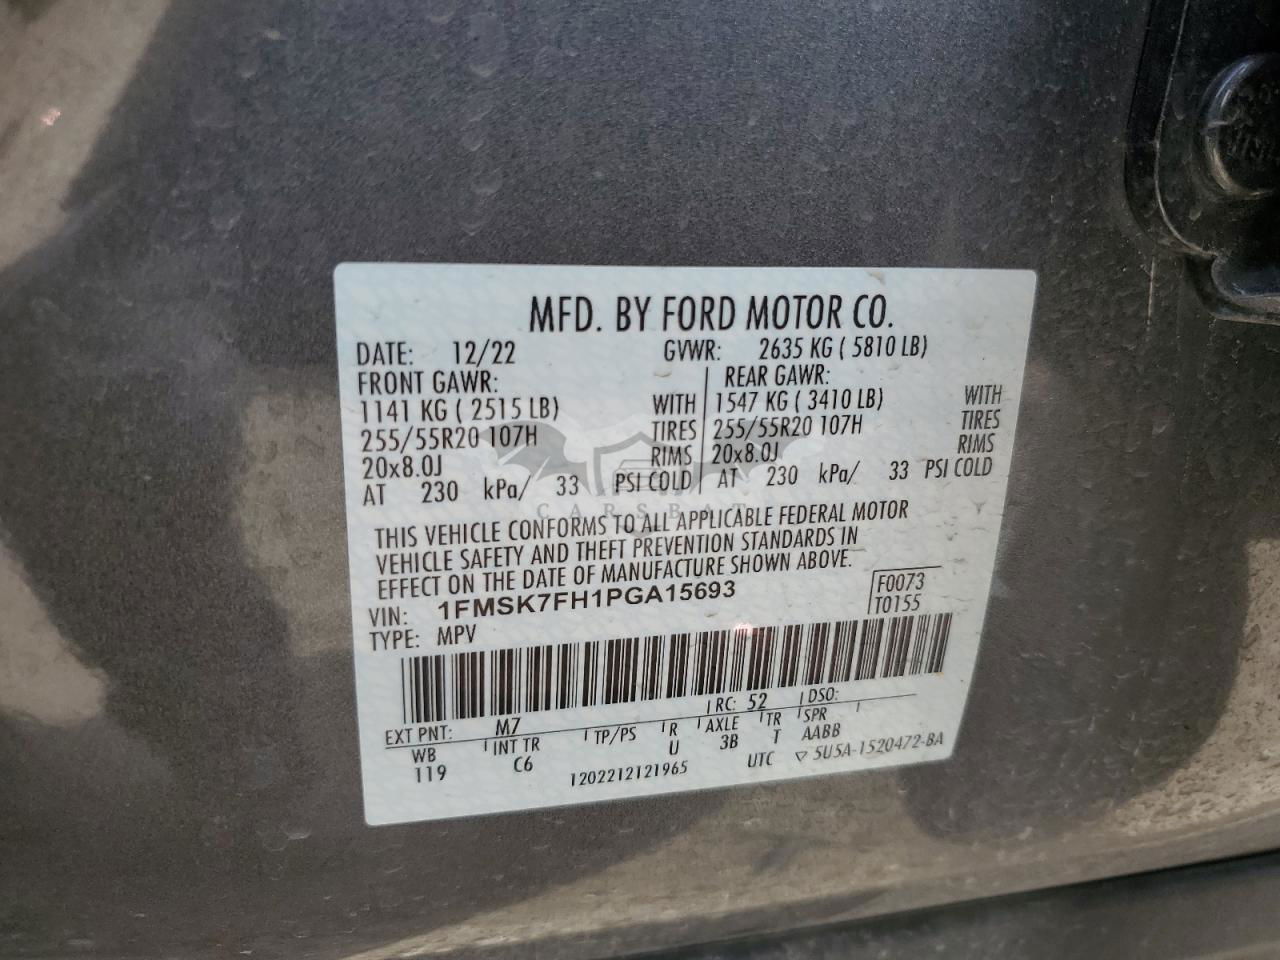 MFD. BY FORD MOTOR CO.
DATE: 12/22 GVWR: 2635 KG ( 5810 LB)
FRONT GAWR: REAR GAWR:
1141 KG ( 2515 LB) WITH 1547 KG ( 3410 LB) WITH
255/55R20 107H TIRES 255/55R20 107H TIRES
20x8.0J RIMS 20x8.0J RIMS
AT 230 kPa/ 33 PSI COLD AT 230 kPa/ 33 PSI COLD
CARSBAT
THIS VEHICLE CONFORMS TO ALL APPLICABLE FEDERAL MOTOR
VEHICLE SAFETY AND THEFT PREVENTION STANDARDS IN
EFFECT ON THE DATE OF MANUFACTURE SHOWN ABOVE.
VIN: 1FMSK7FH1PGA15693 F0073
TYPE: MPV T0155
EXT PNT: M7 RC: 52 DSO:
WB INT TR TP/PS R AXLE TR SPR
119 C6 U 3B T AABB
1202212121965 UTC ▽ 5U5A-1520472-BA